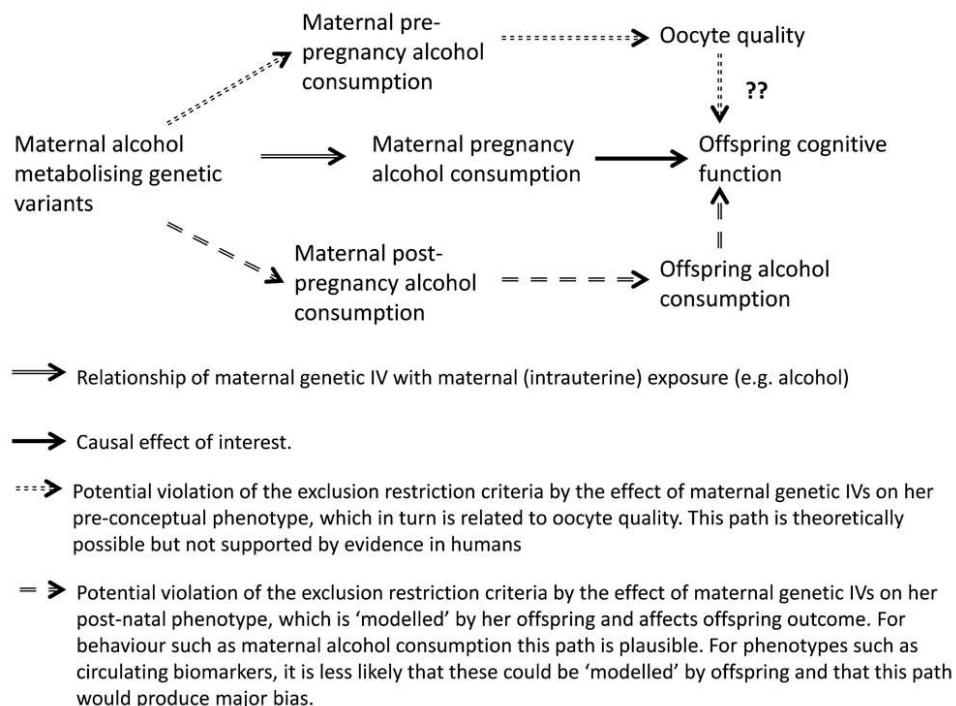 Maternal pre-
pregnancy alcohol
consumption
Oocyte quality
??
Maternal alcohol
metabolising genetic
variants
Maternal pregnancy
alcohol consumption
Offspring cognitive
function
Maternal post-
pregnancy alcohol
consumption
Offspring alcohol
consumption
Relationship of maternal genetic IV with maternal (intrauterine) exposure (e.g. alcohol)
Causal effect of interest.
Potential violation of the exclusion restriction criteria by the effect of maternal genetic IVs on her
pre-conceptual phenotype, which in turn is related to oocyte quality. This path is theoretically
possible but not supported by evidence in humans
Potential violation of the exclusion restriction criteria by the effect of maternal genetic IVs on her
post-natal phenotype, which is ‘modelled’ by her offspring and affects offspring outcome. For
behaviour such as maternal alcohol consumption this path is plausible. For phenotypes such as
circulating biomarkers, it is less likely that these could be ‘modelled’ by offspring and that this path
would produce major bias.